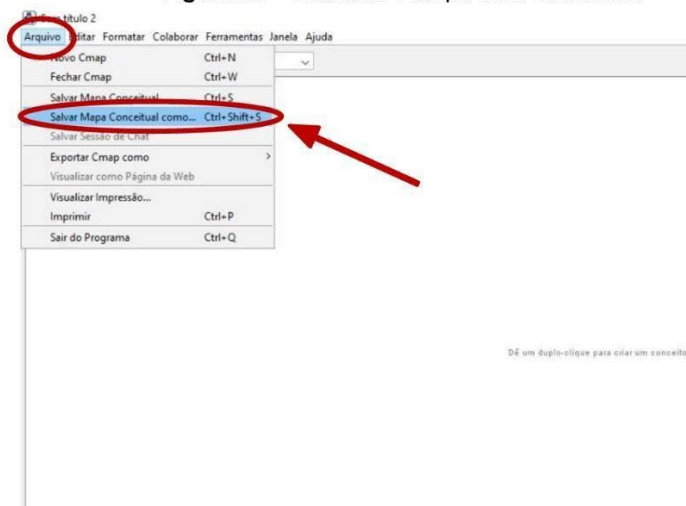 título 2
Arquivo Editar Formatar Colaborar Ferramentas Janela Ajuda
Novo Cmap Ctrl+N
Fechar Cmap Ctrl+W
Salvar Mapa Conceitual Ctrl+S
Salvar Mapa Conceitual como... Ctrl+Shift+S
Salvar Sessão de Chat
Exportar Cmap como >
Visualizar como Página da Web
Visualizar Impressão...
Imprimir Ctrl+P
Sair do Programa Ctrl+Q
Dê um duplo-clique para criar um conceito